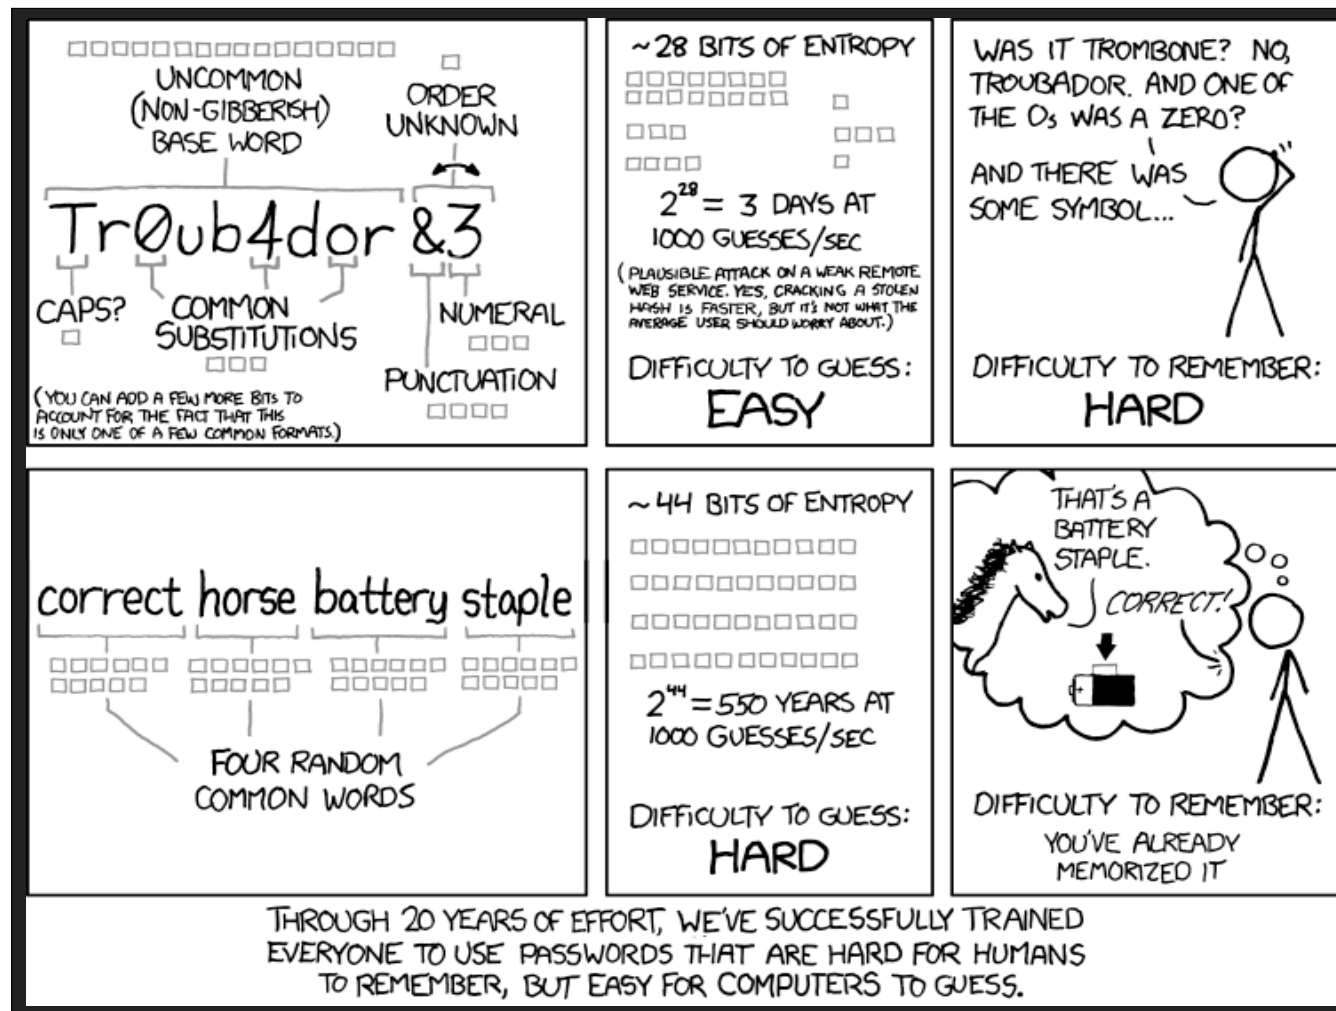 UNCOMMON
(NON-GIBBERISH)
BASE WORD
ORDER
UNKNOWN
Tr0ub4dor &3
CAPS?
COMMON
SUBSTITUTIONS
NUMERAL
PUNCTUATION
(YOU CAN ADD A FEW MORE BITS TO
ACCOUNT FOR THE FACT THAT THIS
IS ONLY ONE OF A FEW COMMON FORMATS.)
~28 BITS OF ENTROPY
2^28 = 3 DAYS AT
1000 GUESSES/SEC
(PLAUSIBLE ATTACK ON A WEAK REMOTE
WEB SERVICE. YES, CRACKING A STOLEN
HASH IS FASTER, BUT IT'S NOT WHAT THE
AVERAGE USER SHOULD WORRY ABOUT.)
DIFFICULTY TO GUESS:
EASY
WAS IT TROMBONE? NO,
TROUBADOR. AND ONE OF
THE Os WAS A ZERO?
AND THERE WAS
SOME SYMBOL...
DIFFICULTY TO REMEMBER:
HARD
correct horse battery staple
FOUR RANDOM
COMMON WORDS
~44 BITS OF ENTROPY
2^44 = 550 YEARS AT
1000 GUESSES/SEC
DIFFICULTY TO GUESS:
HARD
THAT'S A
BATTERY
STAPLE.
CORRECT!
DIFFICULTY TO REMEMBER:
YOU'VE ALREADY
MEMORIZED IT
THROUGH 20 YEARS OF EFFORT, WE'VE SUCCESSFULLY TRAINED
EVERYONE TO USE PASSWORDS THAT ARE HARD FOR HUMANS
TO REMEMBER, BUT EASY FOR COMPUTERS TO GUESS.